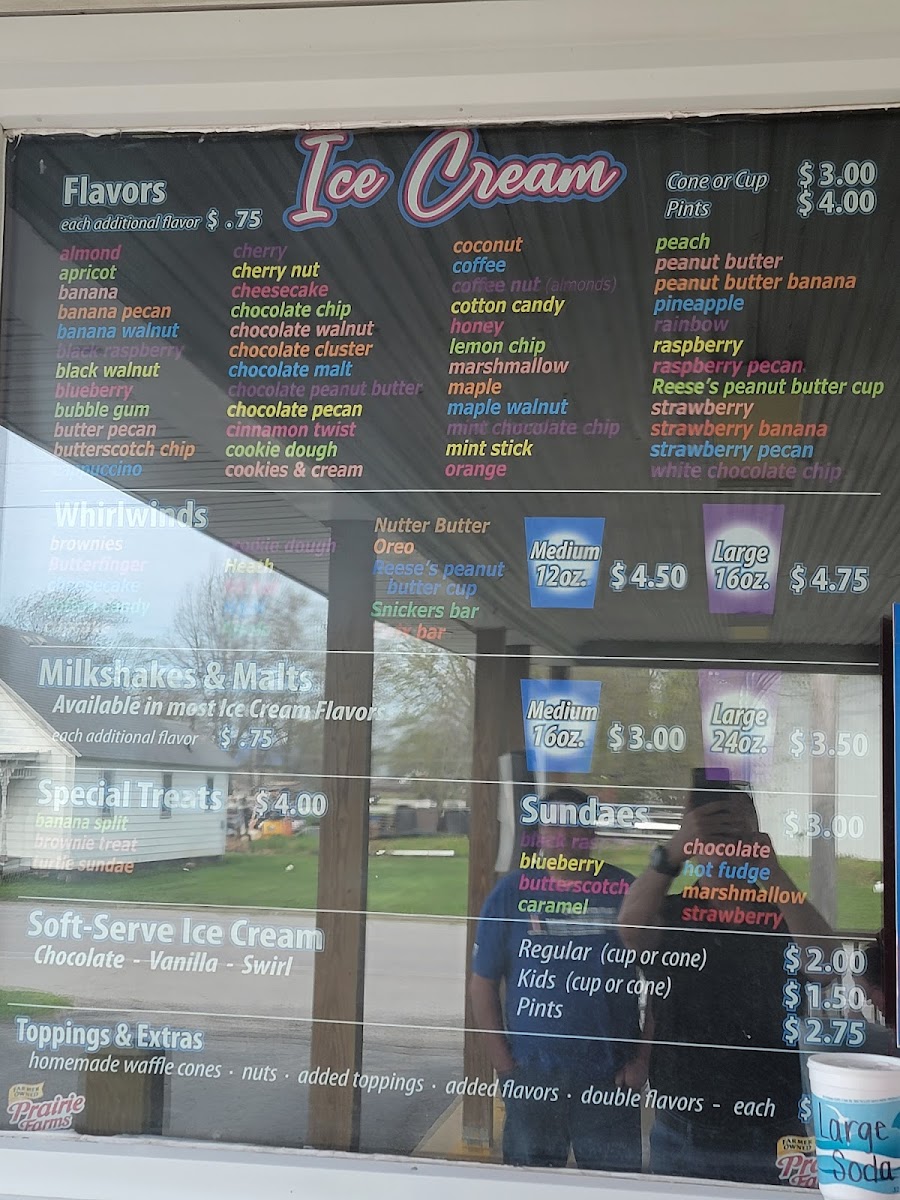 Ice Cream
Flavors
each additional flavor $ .75
Cone or Cup $ 3.00
Pints $ 4.00
almond
apricot
banana
banana pecan
banana walnut
black raspberry
black walnut
blueberry
bubble gum
butter pecan
butterscotch chip
cherry
cherry nut
cheesecake
chocolate chip
chocolate walnut
chocolate cluster
chocolate malt
chocolate peanut butter
chocolate pecan
cinnamon twist
cookie dough
cookies & cream
coconut
coffee
coffee nut (almonds)
cotton candy
honey
lemon chip
marshmallow
maple
maple walnut
mint chocolate chip
mint stick
orange
peach
peanut butter
peanut butter banana
pineapple
rainbow
raspberry
raspberry pecan
Reese's peanut butter cup
strawberry
strawberry banana
strawberry pecan
white chocolate chip
Whirlwinds
brownies
Butterfinger
cheesecake
cookie dough
Heath
Nutter Butter
Oreo
Reese's peanut
butter cup
Snickers bar
bar
Medium
12oz. $ 4.50
Large
16oz. $ 4.75
Milkshakes & Malts
Available in most Ice Cream Flavors
each additional flavor $ .75
Medium
16oz. $ 3.00
Large
24oz. $ 3.50
Special Treats $ 4.00
banana split
brownie treat
turtle sundae
Sundaes $ 3.00
black
blueberry
butterscotch
caramel
chocolate
hot fudge
marshmallow
strawberry
Soft-Serve Ice Cream
Chocolate - Vanilla - Swirl
Regular (cup or cone) $ 2.00
Kids (cup or cone) $ 1.50
Pints $ 2.75
Toppings & Extras
homemade waffle cones · nuts · added toppings · added flavors · double flavors - each $
FARMER
OWNED
Prairie
Farms
FARMER
OWNED
Large
Soda